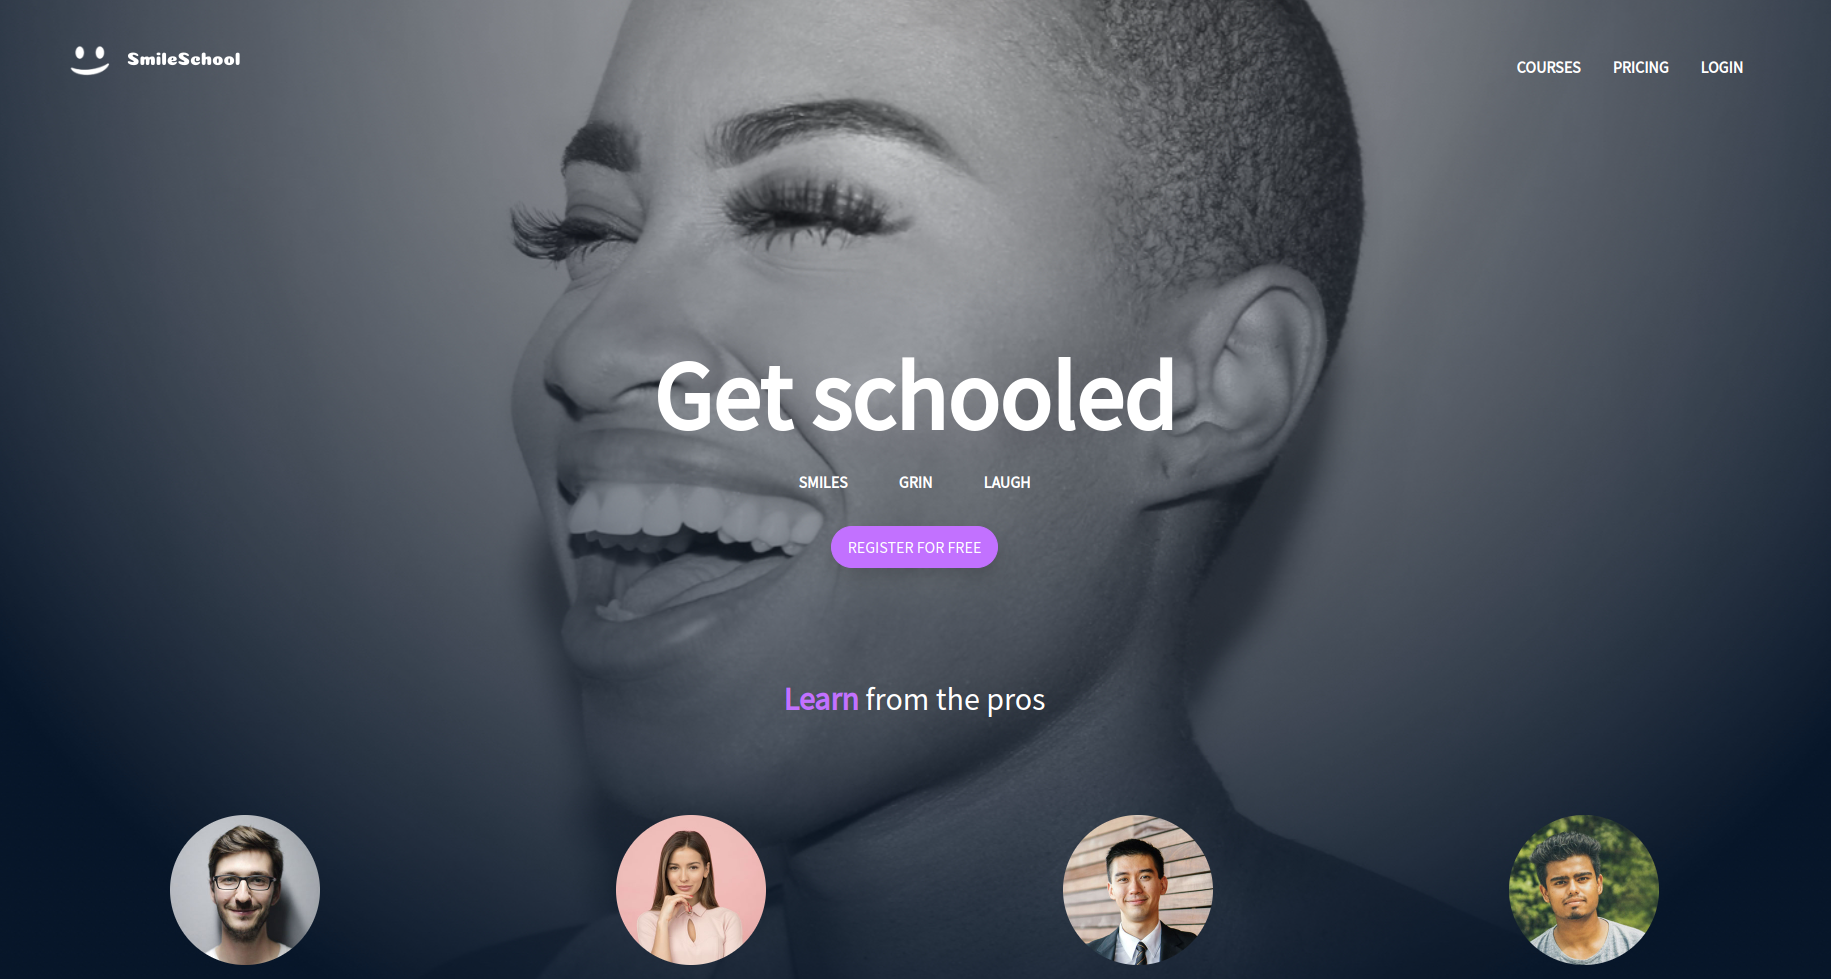 SmileSchool
COURSES PRICING LOGIN
Get schooled
SMILES GRIN LAUGH
REGISTER FOR FREE
Learn from the pros